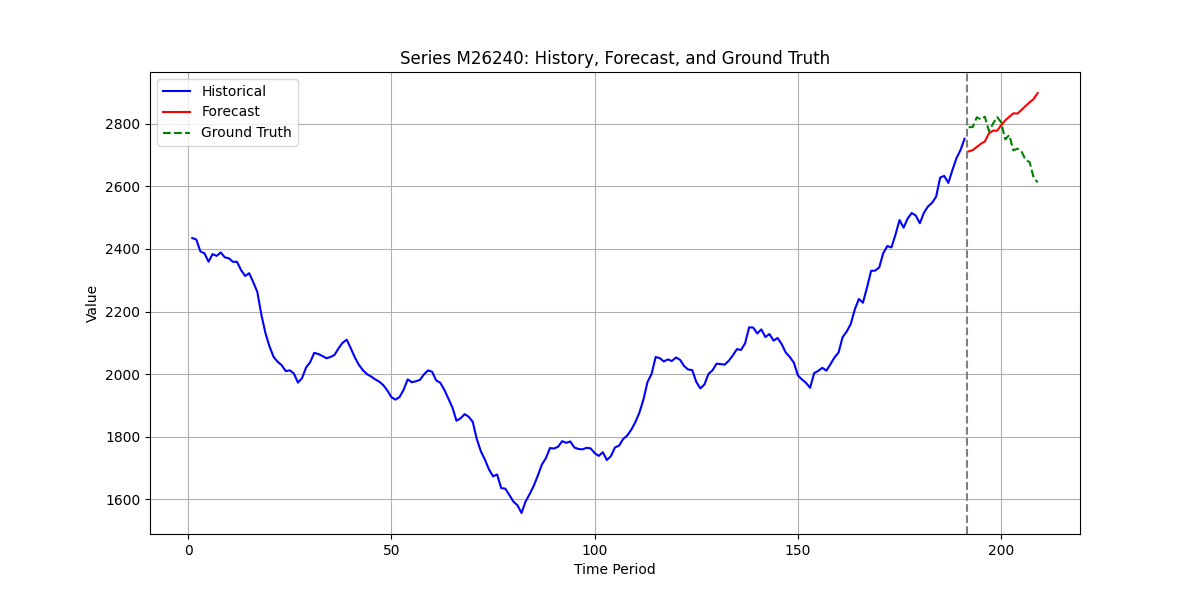 Series M26240: History, Forecast, and Ground Truth
Historical
Forecast
Ground Truth
Value
2800
2600
2400
2200
2000
1800
1600
0 50 100 150 200
Time Period